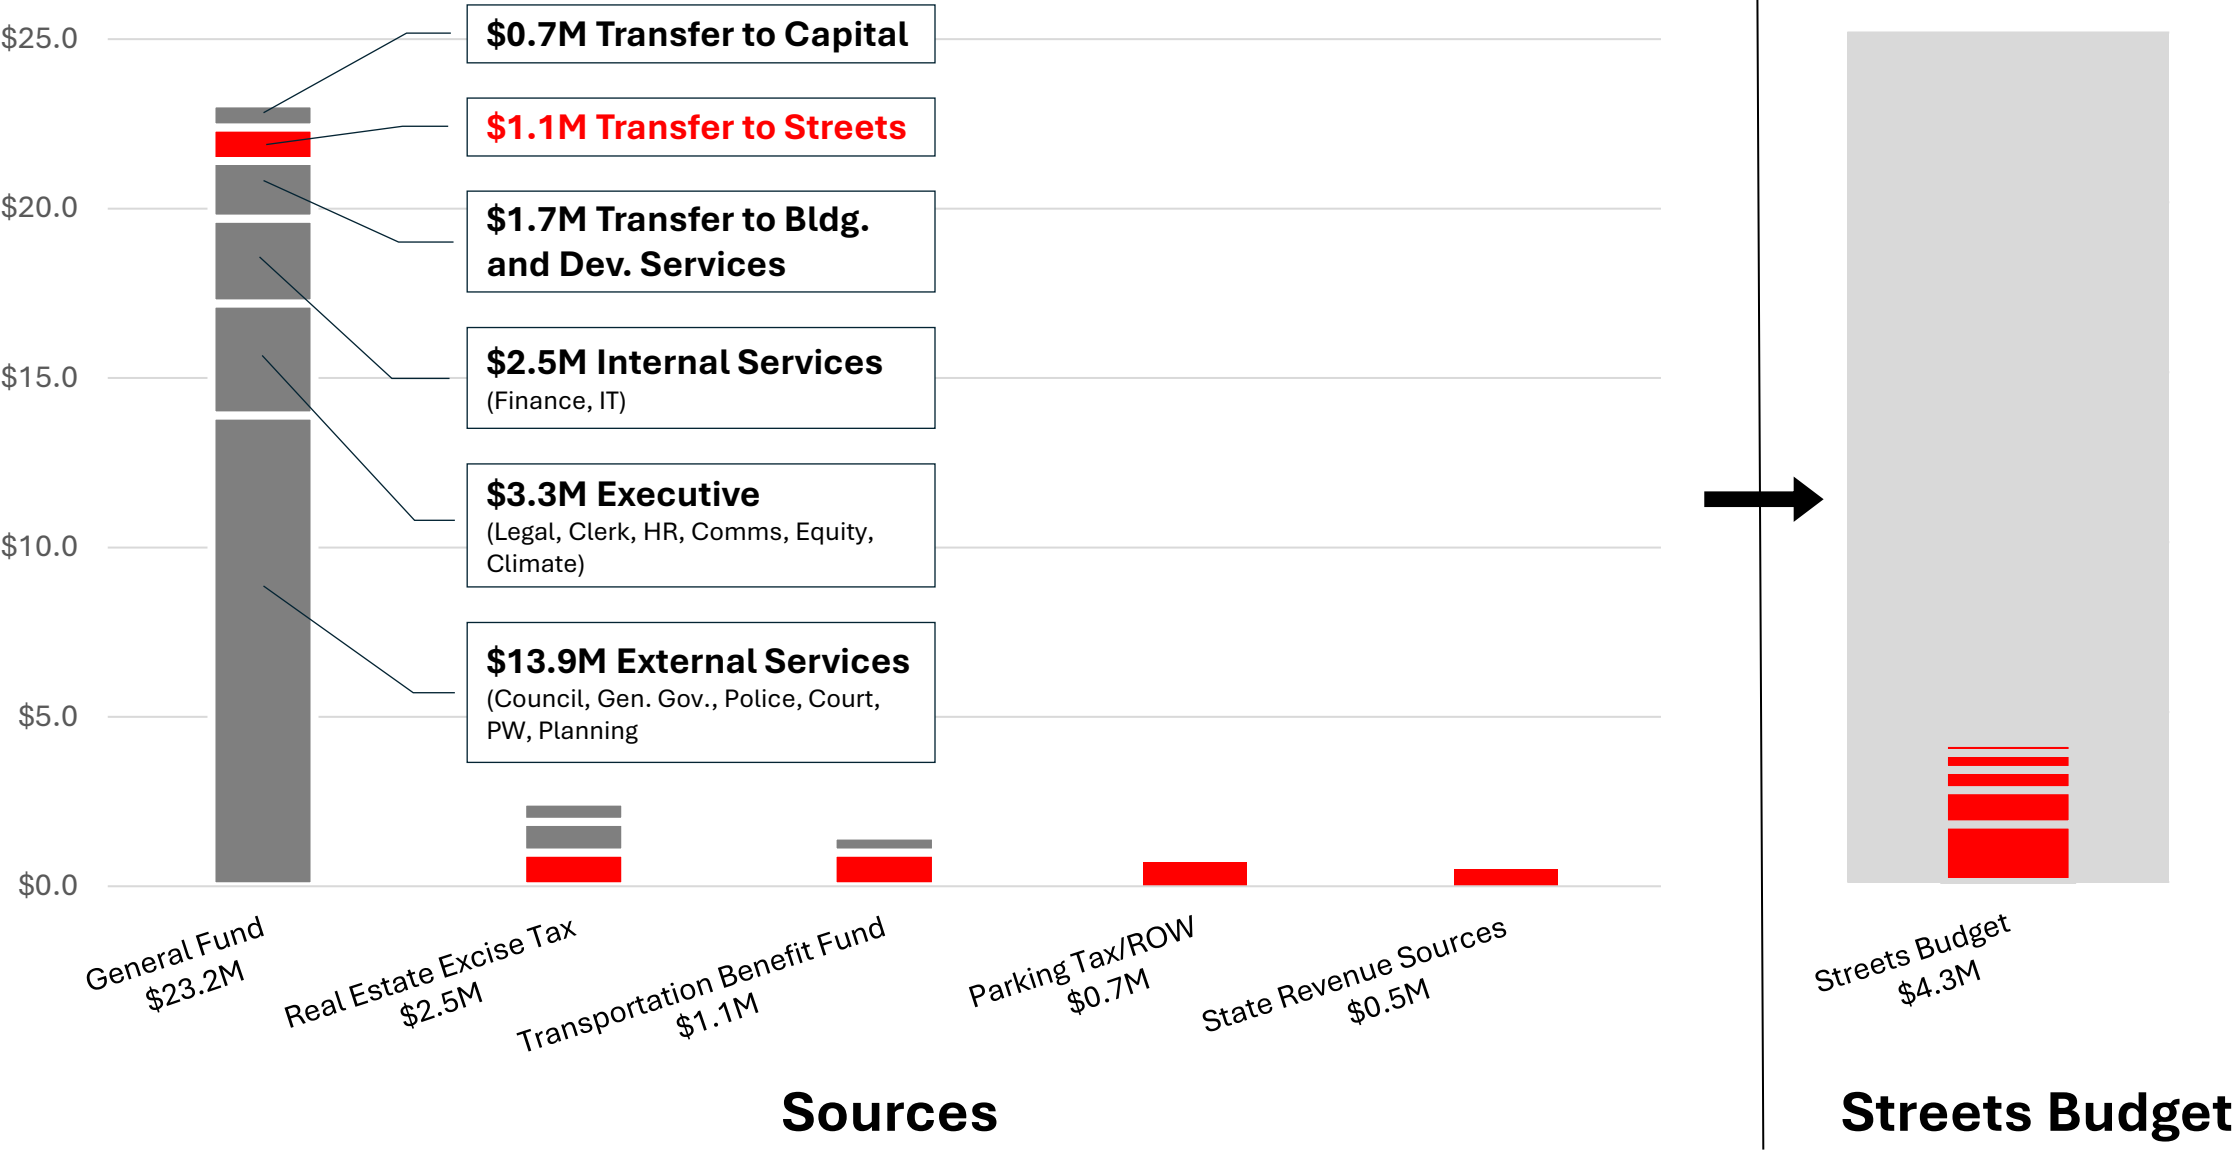 $25.0
$20.0
$15.0
$10.0
$5.0
$0.0
$0.7M Transfer to Capital
$1.1M Transfer to Streets
$1.7M Transfer to Bldg.
and Dev. Services
$2.5M Internal Services
(Finance, IT)
$3.3M Executive
(Legal, Clerk, HR, Comms, Equity,
Climate)
$13.9M External Services
(Council, Gen. Gov., Police, Court,
PW, Planning
General Fund
$23.2M
Real Estate Excise Tax
$2.5M
Transportation Benefit Fund
$1.1M
Parking Tax/ROW
$0.7M
State Revenue Sources
$0.5M
Streets Budget
$4.3M
Sources
Streets Budget